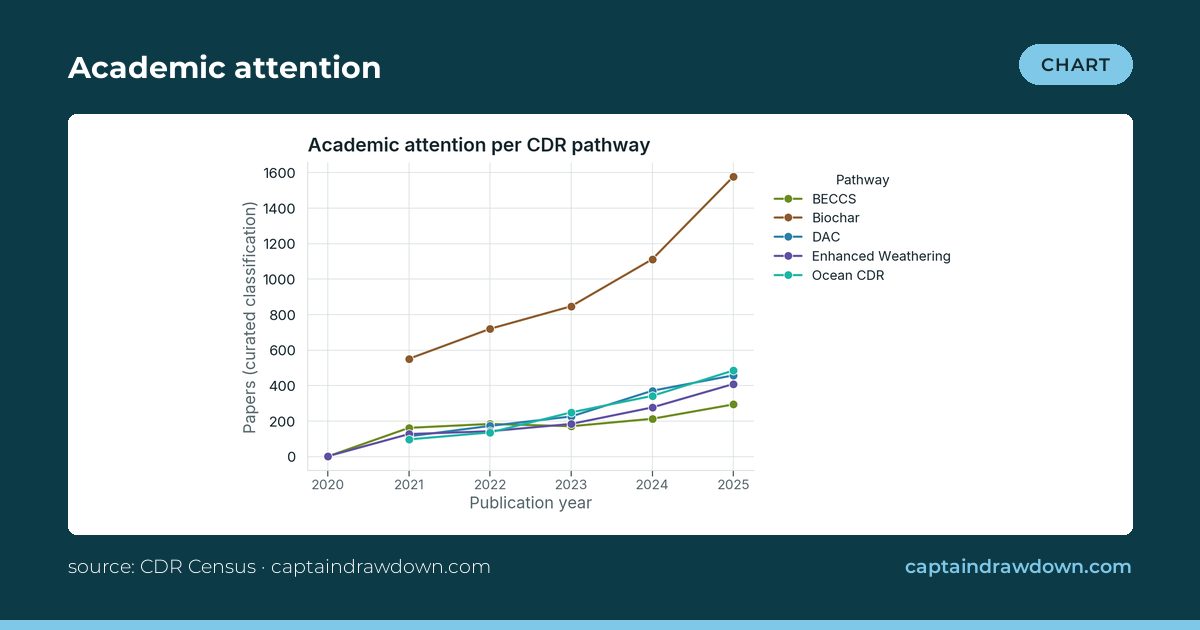 Academic attention
CHART
Academic attention per CDR pathway
Papers (curated classification)
1600
1400
1200
1000
800
600
400
200
0
2020 2021 2022 2023 2024 2025
Publication year
Pathway
BECCS
Biochar
DAC
Enhanced Weathering
Ocean CDR
source: CDR Census · captaindrawdown.com
captaindrawdown.com